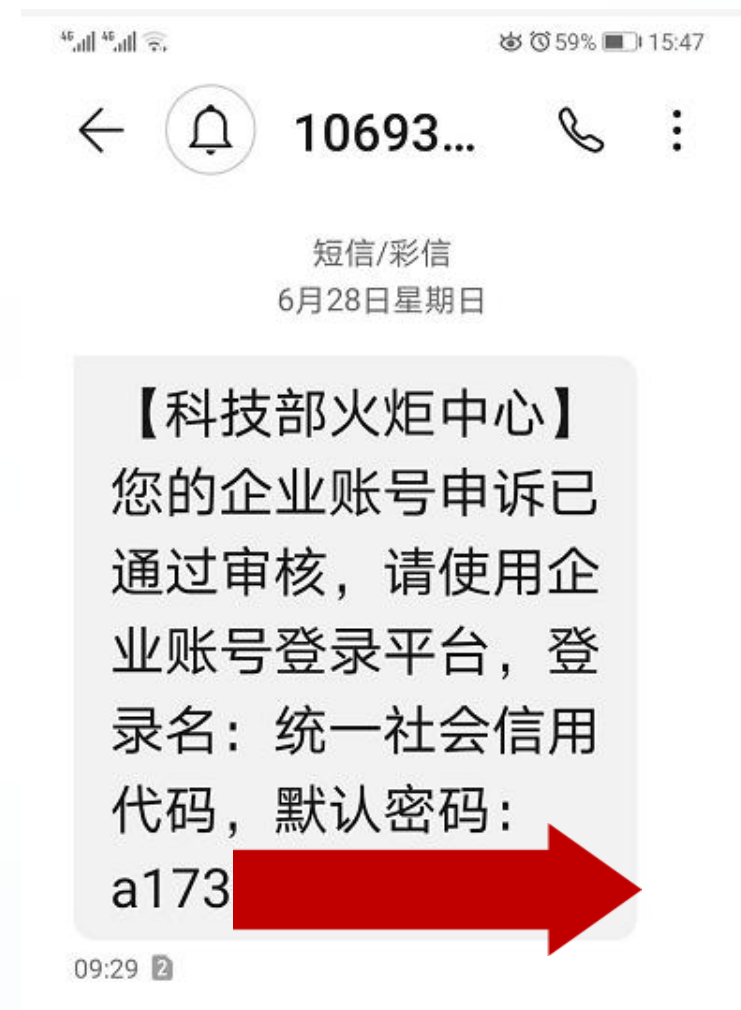 46 46 59% 15:47
10693...
短信/彩信
6月28日星期日
【科技部火炬中心】
您的企业账号申诉已
通过审核，请使用企
业账号登录平台，登
录名：统一社会信用
代码，默认密码：
a173
09:29 2